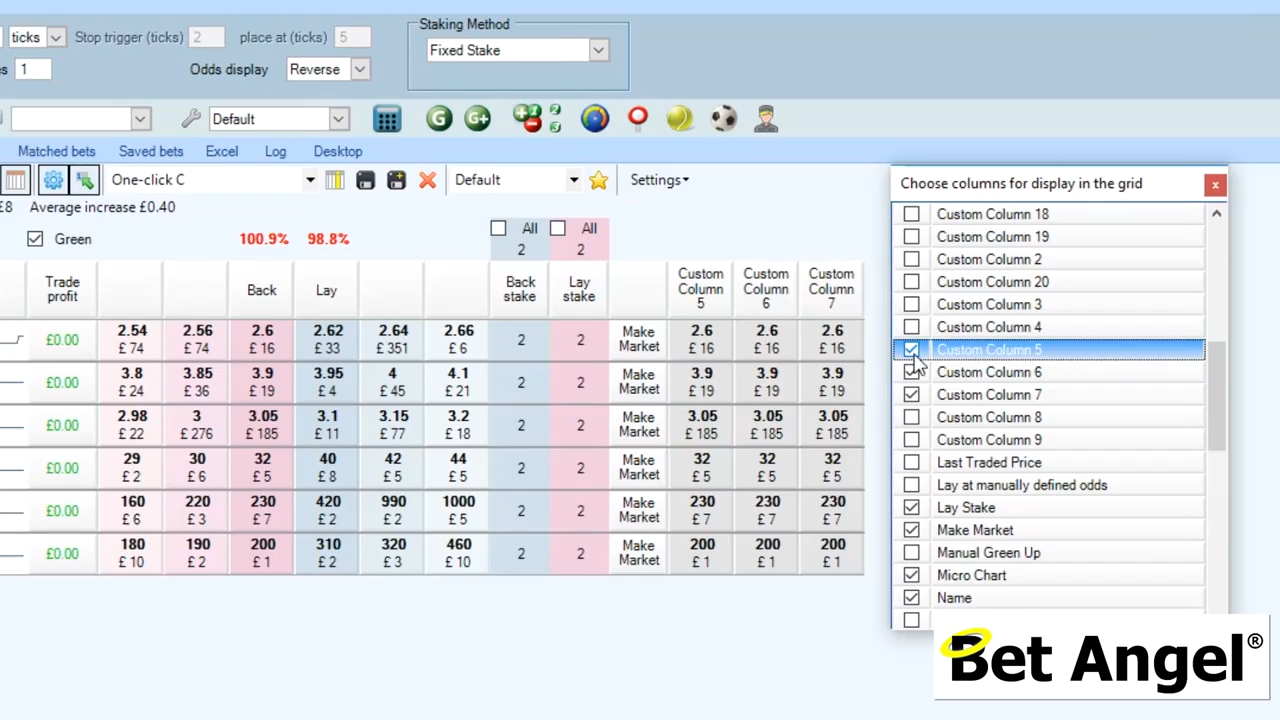 ticks Stop trigger (ticks) 2 place at (ticks) 5
Staking Method
Fixed Stake
s 1 Odds display Reverse
Default G G+
Matched bets Saved bets Excel Log Desktop
One-click C Default Settings
£8 Average increase £0.40
Green 100.9% 98.8% All All
2 2
Trade profit Back Lay Back stake Lay stake Custom Column 5 Custom Column 6 Custom Column 7
£0.00 2.54 2.56 2.6 2.62 2.64 2.66 2 2 Make Market 2.6 2.6 2.6
£ 74 £ 74 £ 16 £ 33 £ 351 £ 6 £ 16 £ 16 £ 16
£0.00 3.8 3.85 3.9 3.95 4 4.1 2 2 Make Market 3.9 3.9 3.9
£ 24 £ 36 £ 19 £ 4 £ 45 £ 21 £ 19 £ 19 £ 19
£0.00 2.98 3 3.05 3.1 3.15 3.2 2 2 Make Market 3.05 3.05 3.05
£ 22 £ 276 £ 185 £ 11 £ 77 £ 18 £ 185 £ 185 £ 185
£0.00 29 30 32 40 42 44 2 2 Make Market 32 32 32
£ 2 £ 6 £ 5 £ 8 £ 5 £ 5 £ 5 £ 5 £ 5
£0.00 160 220 230 420 990 1000 2 2 Make Market 230 230 230
£ 6 £ 3 £ 7 £ 2 £ 2 £ 5 £ 7 £ 7 £ 7
£0.00 180 190 200 310 320 460 2 2 Make Market 200 200 200
£ 10 £ 2 £ 1 £ 2 £ 3 £ 10 £ 1 £ 1 £ 1
Choose columns for display in the grid x
Custom Column 18
Custom Column 19
Custom Column 2
Custom Column 20
Custom Column 3
Custom Column 4
Custom Column 5
Custom Column 6
Custom Column 7
Custom Column 8
Custom Column 9
Last Traded Price
Lay at manually defined odds
Lay Stake
Make Market
Manual Green Up
Micro Chart
Name
Bet Angel®